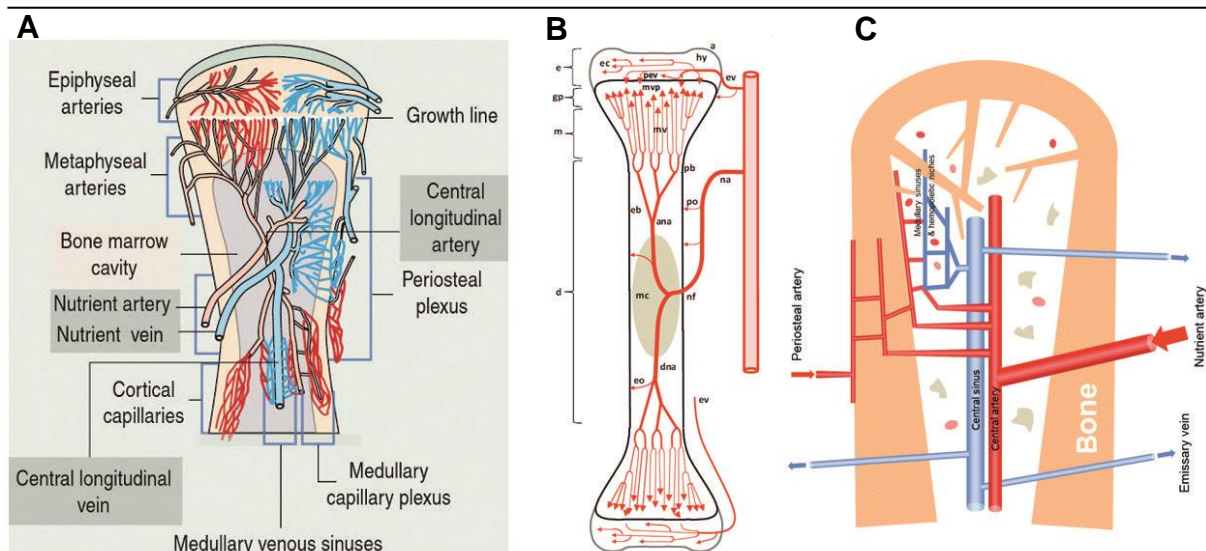 A
Epiphyseal
arteries
Metaphyseal
arteries
Bone marrow
cavity
Nutrient artery
Nutrient vein
Cortical
capillaries
Central longitudinal
vein
Medullary venous sinuses
Growth line
Central
longitudinal
artery
Periosteal
plexus
Medullary
capillary plexus
B
a
e
ec
hy
pev
ev
gp
mvp
m
mv
pb
na
po
eb
ana
d
mc
nf
dna
eo
ev
C
Medullary sinuses
& hemopoietic niches
Periosteal artery
Central sinus
Central artery
Nutrient artery
Bone
Emissary vein